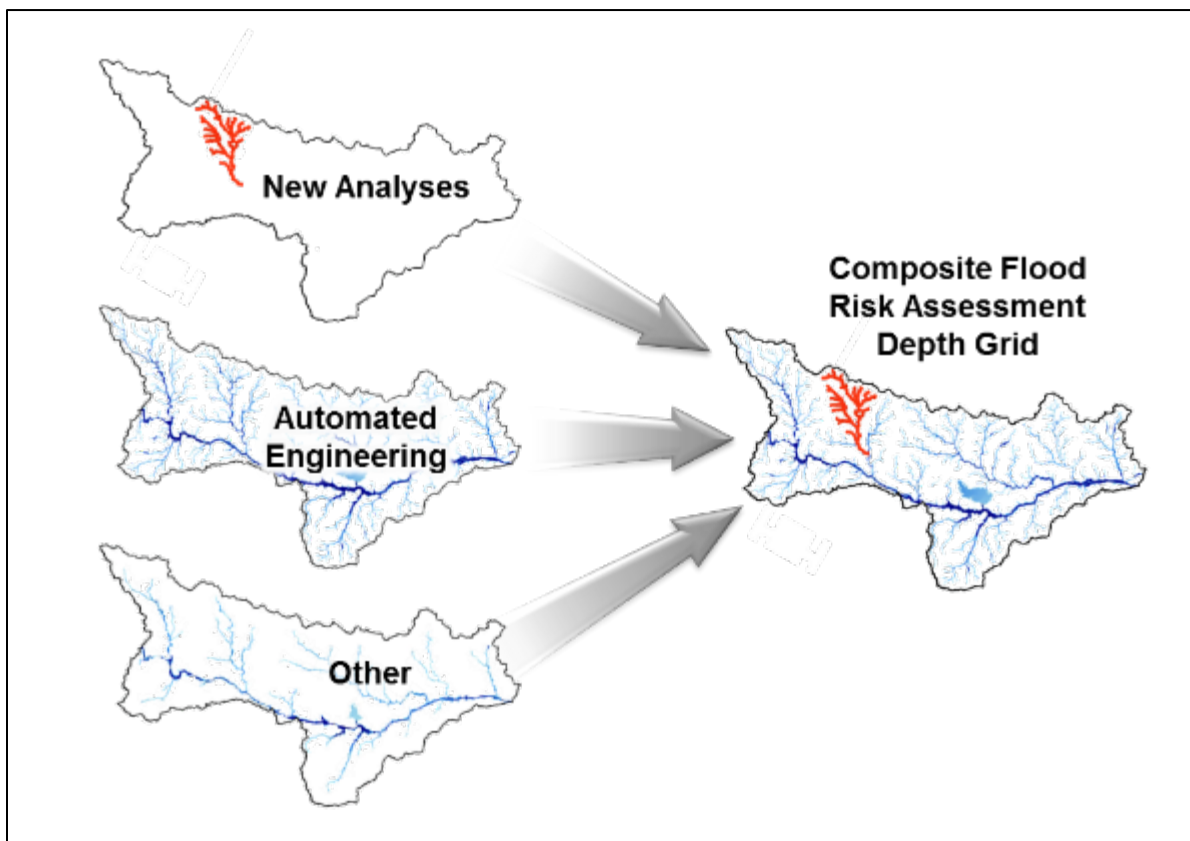 New Analyses
Automated
Engineering
Other
Composite Flood
Risk Assessment
Depth Grid